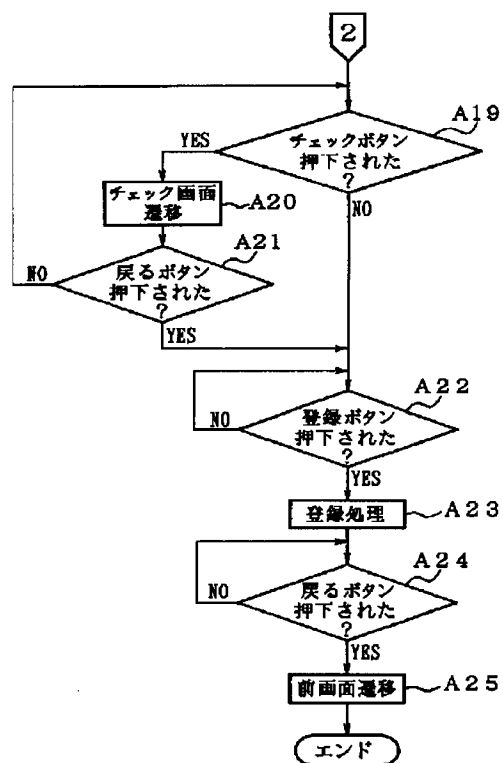 2
A19
チェックボタン
押下された
?
YES
NO
チェック画面
遷移
A20
A21
戻るボタン
押下された
?
NO
YES
A22
登録ボタン
押下された
?
NO
YES
登録処理
A23
A24
戻るボタン
押下された
?
NO
YES
前画面遷移
A25
エンド